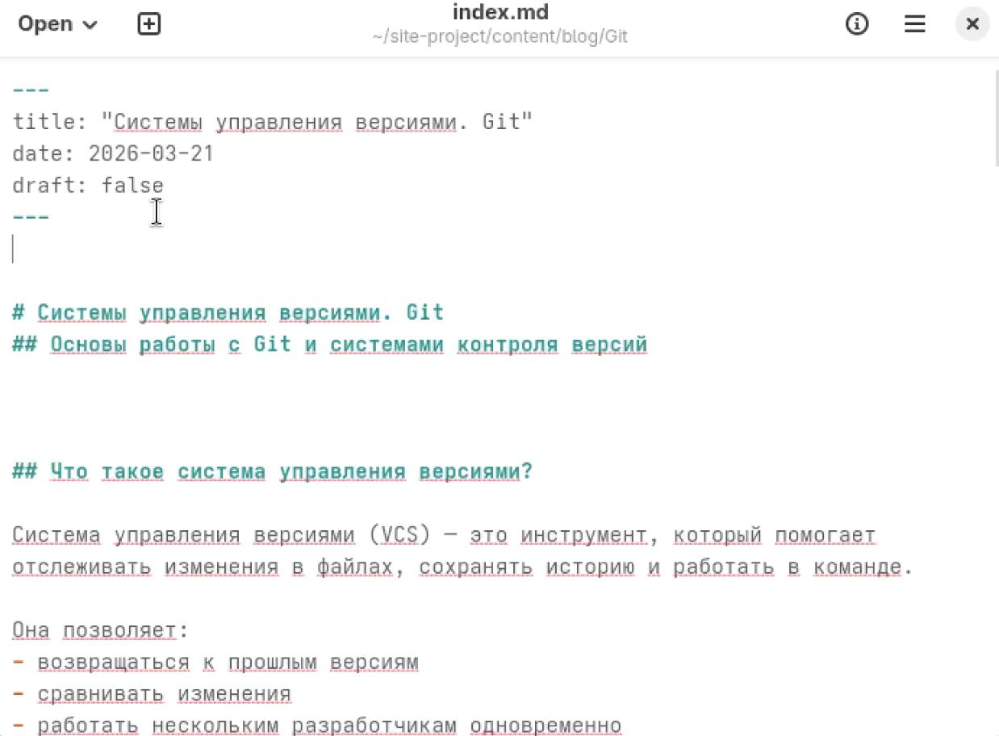 Open
index.md
~/site-project/content/blog/Git
---
title: "Системы управления версиями. Git"
date: 2026-03-21
draft: false
---
# Системы управления версиями. Git
## Основы работы с Git и системами контроля версий
## Что такое система управления версиями?
Система управления версиями (VCS) — это инструмент, который помогает
отслеживать изменения в файлах, сохранять историю и работать в команде.
Она позволяет:
- возвращаться к прошлым версиям
- сравнивать изменения
- работать нескольким разработчикам одновременно